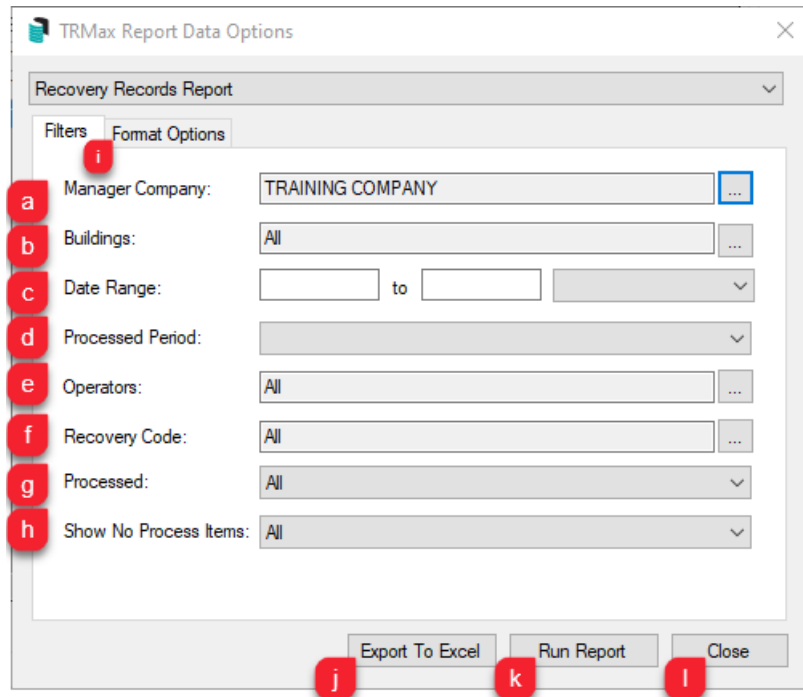 TRMax Report Data Options
Recovery Records Report
Filters Format Options
i
a Manager Company: TRAINING COMPANY ...
b Buildings: All ...
c Date Range: to
d Processed Period:
e Operators: All ...
f Recovery Code: All ...
g Processed: All
h Show No Process Items: All
Export To Excel Run Report Close
j k l